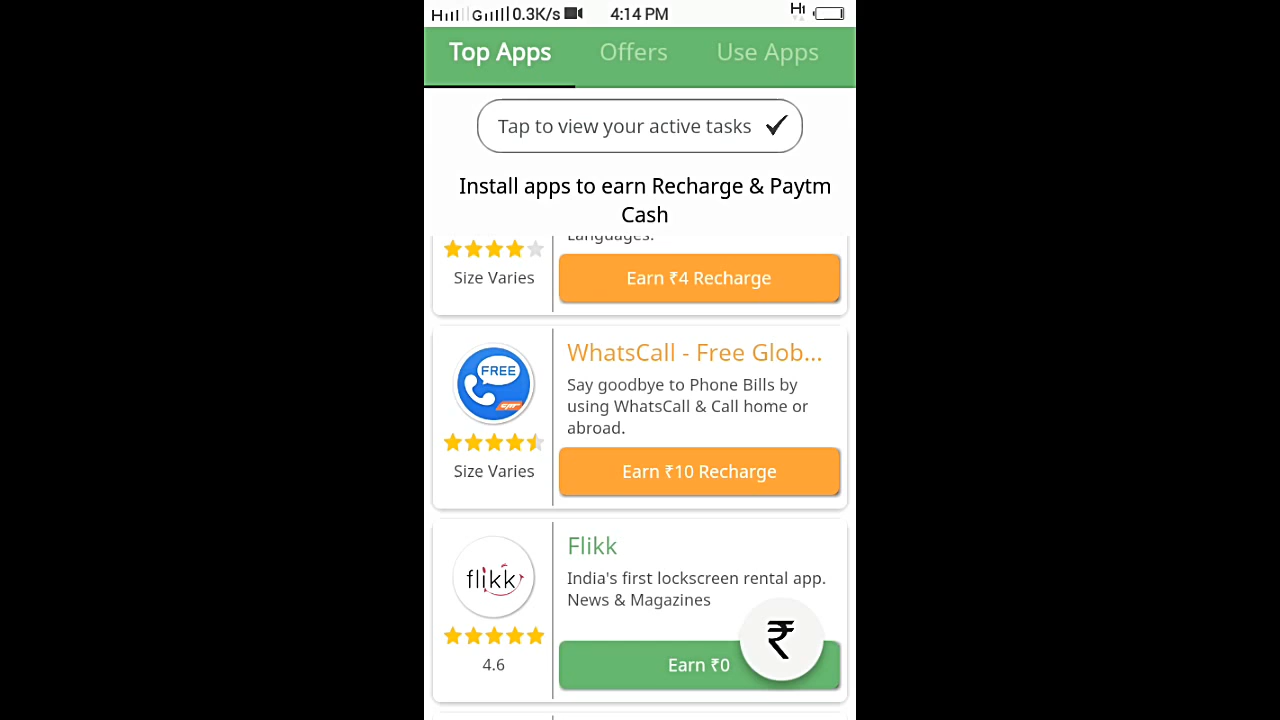 H G 0.3K/s 4:14 PM H1
Top Apps Offers Use Apps
Tap to view your active tasks
Install apps to earn Recharge & Paytm
Cash
Languages.
Size Varies
Earn ₹4 Recharge
WhatsCall - Free Glob...
FREE
Say goodbye to Phone Bills by
using WhatsCall & Call home or
abroad.
Size Varies
Earn ₹10 Recharge
Flikk
flikk
India's first lockscreen rental app.
News & Magazines
₹
4.6
Earn ₹0